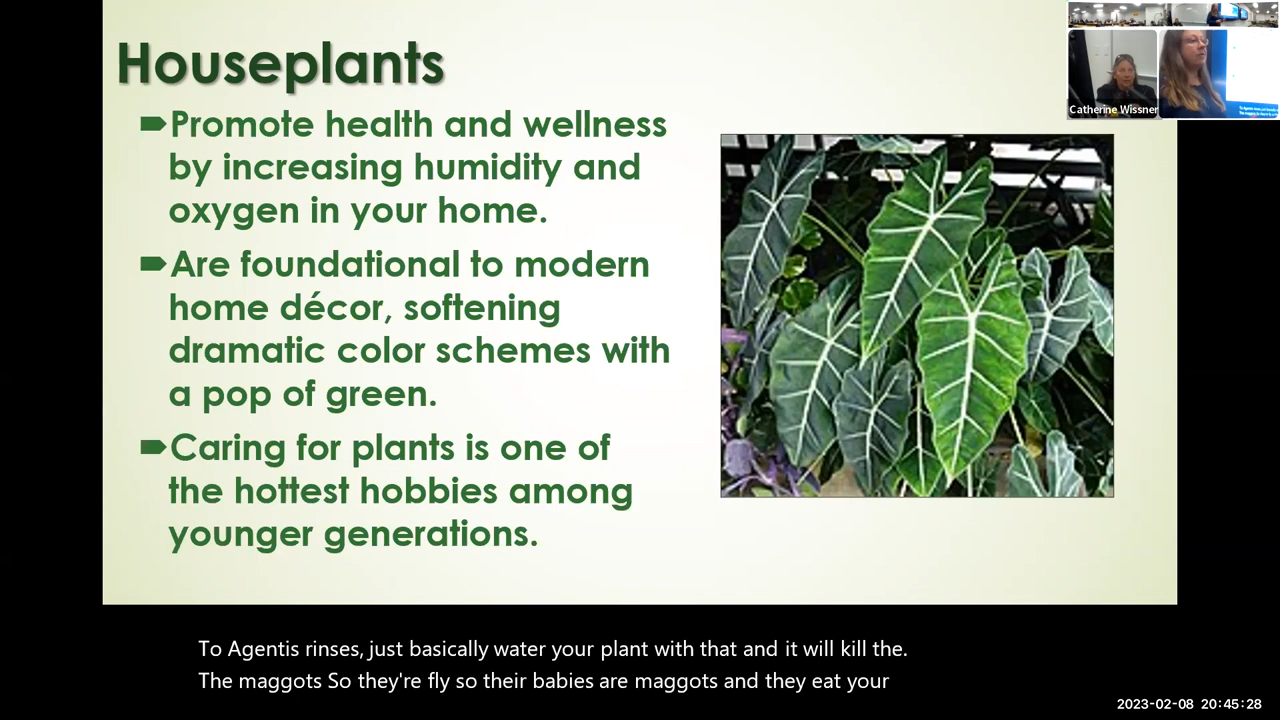 Houseplants
Promote health and wellness
by increasing humidity and
oxygen in your home.
Are foundational to modern
home décor, softening
dramatic color schemes with
a pop of green.
Caring for plants is one of
the hottest hobbies among
younger generations.
Catherine Wissner
To Agentis rinses, just basically water your plant with that and it will kill the.
The maggots So they're fly so their babies are maggots and they eat your
2023-02-08 20:45:28